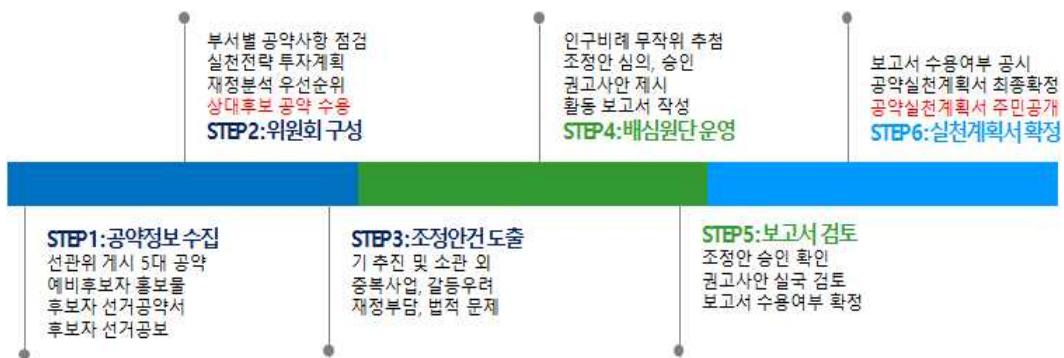 부서별 공약사항 점검
실천전략 투자계획
재정분석 우선순위
상대후보 공약 수용
STEP2:위원회 구성
인구비례 무작위 추첨
조정안 심의, 승인
권고사안 제시
활동 보고서 작성
STEP4:배심원단 운영
보고서 수용여부 공시
공약실천계획서 최종확정
공약실천계획서 주민공개
STEP6:실천계획서 확정
STEP1:공약정보 수집
선관위 게시 5대 공약
예비후보자 홍보물
후보자 선거공약서
후보자 선거공보
STEP3:조정안건 도출
기 추진 및 소관 외
중복사업, 갈등우려
재정부담, 법적 문제
STEP5:보고서 검토
조정안 승인 확인
권고사안 실국 검토
보고서 수용여부 확정